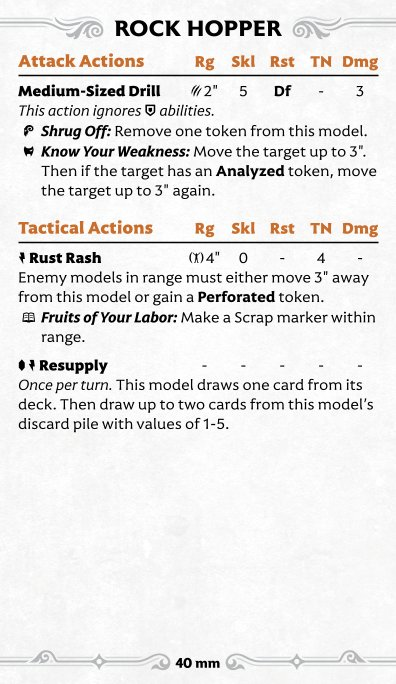 ROCK HOPPER
Attack Actions Rg Skl Rst TN Dmg
Medium-Sized Drill 2" 5 Df - 3
This action ignores abilities.
Shrug Off: Remove one token from this model.
Know Your Weakness: Move the target up to 3".
Then if the target has an Analyzed token, move
the target up to 3" again.
Tactical Actions Rg Skl Rst TN Dmg
Rust Rash 4" 0 - 4 -
Enemy models in range must either move 3" away
from this model or gain a Perforated token.
Fruits of Your Labor: Make a Scrap marker within
range.
Resupply - - - - -
Once per turn. This model draws one card from its
deck. Then draw up to two cards from this model's
discard pile with values of 1-5.
40 mm